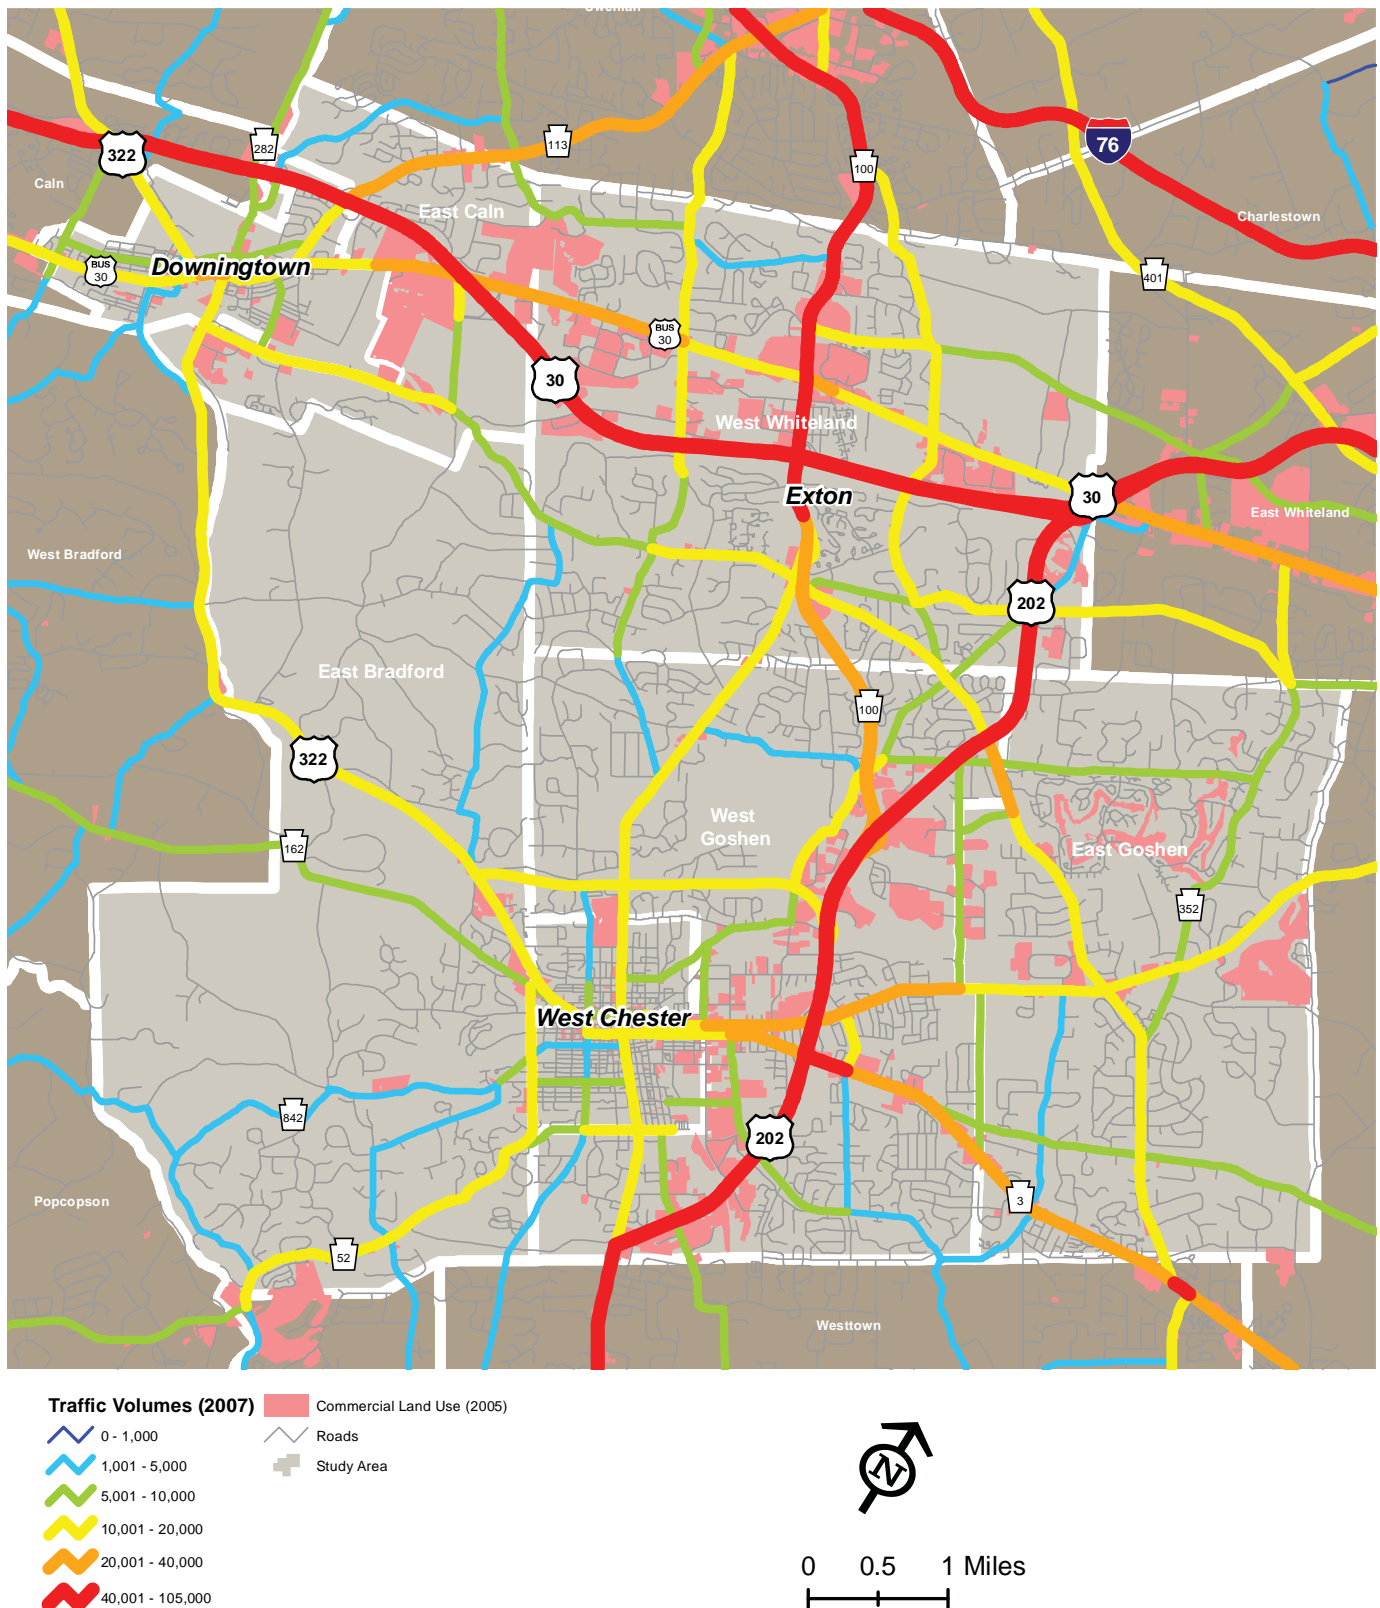 322
282
113
100
76
Caln
East Caln
Charlestown
BUS
30
Downingtown
401
BUS
30
30
West Whiteland
Exton
30
East Whiteland
West Bradford
202
East Bradford
100
322
West
Goshen
162
East Goshen
352
West Chester
842
202
Popcopson
3
52
Westtown
Traffic Volumes (2007)
0 - 1,000
1,001 - 5,000
5,001 - 10,000
10,001 - 20,000
20,001 - 40,000
40,001 - 105,000
Commercial Land Use (2005)
Roads
Study Area
N
0 0.5 1 Miles